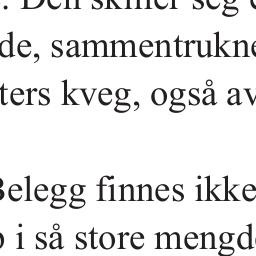 . Den skiller seg
de, sammentrukne
ters kveg, også av
Belegg finnes ikke
i så store mengde